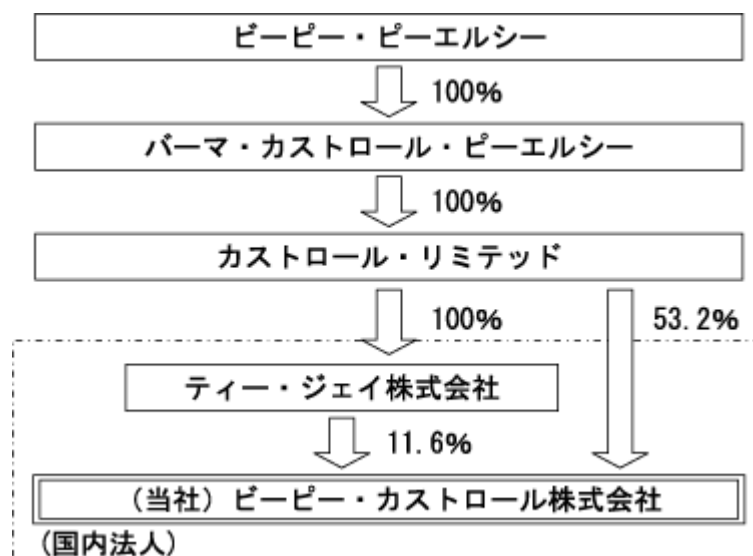 ビーピー・ピーエルシー
100%
バーマ・カストロール・ピーエルシー
100%
カストロール・リミテッド
100%
53.2%
ティー・ジェイ株式会社
11.6%
(当社)ビーピー・カストロール株式会社
(国内法人)